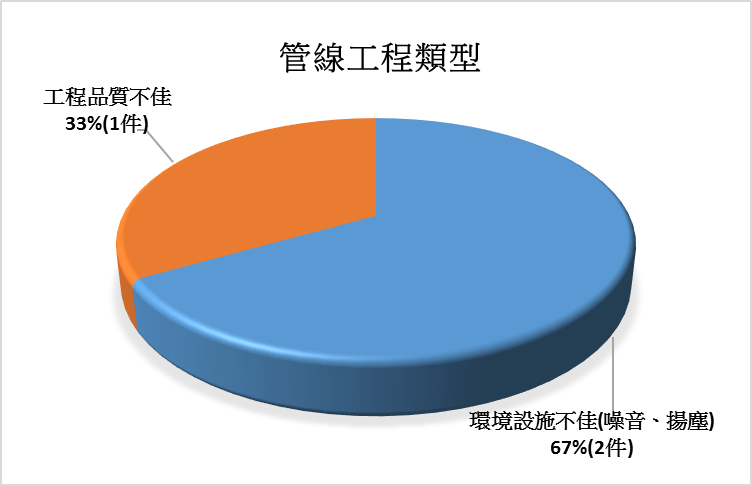 管線工程類型
工程品質不佳
33%(1件)
環境設施不佳(噪音、揚塵)
67%(2件)